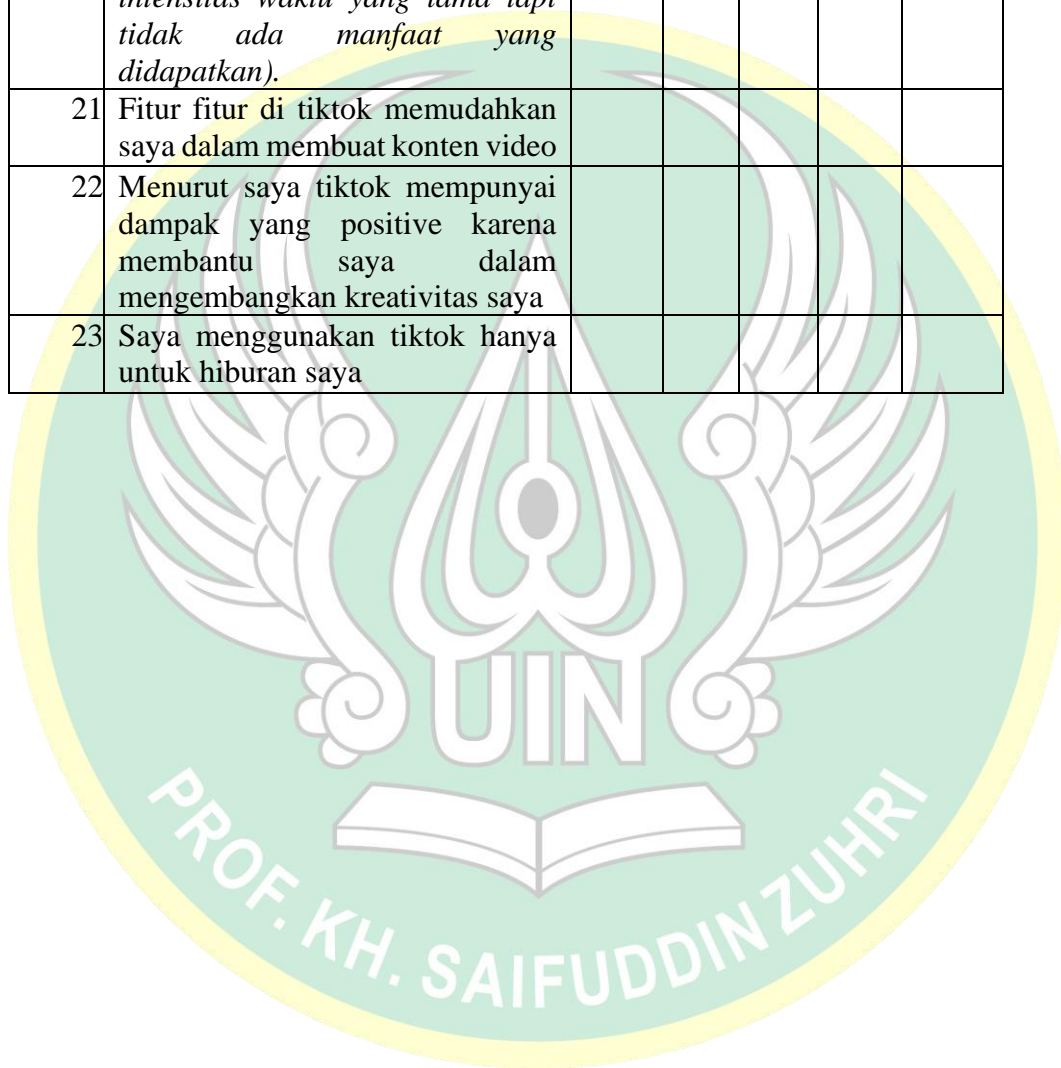 intensitas waktu yang lama tapi
tidak ada manfaat yang
didapatkan).
21 Fitur fitur di tiktok memudahkan
saya dalam membuat konten video
22 Menurut saya tiktok mempunyai
dampak yang positive karena
membantu saya dalam
mengembangkan kreativitas saya
23 Saya menggunakan tiktok hanya
untuk hiburan saya
UIN
PROF. KH. SAIFUDDIN ZUHRI